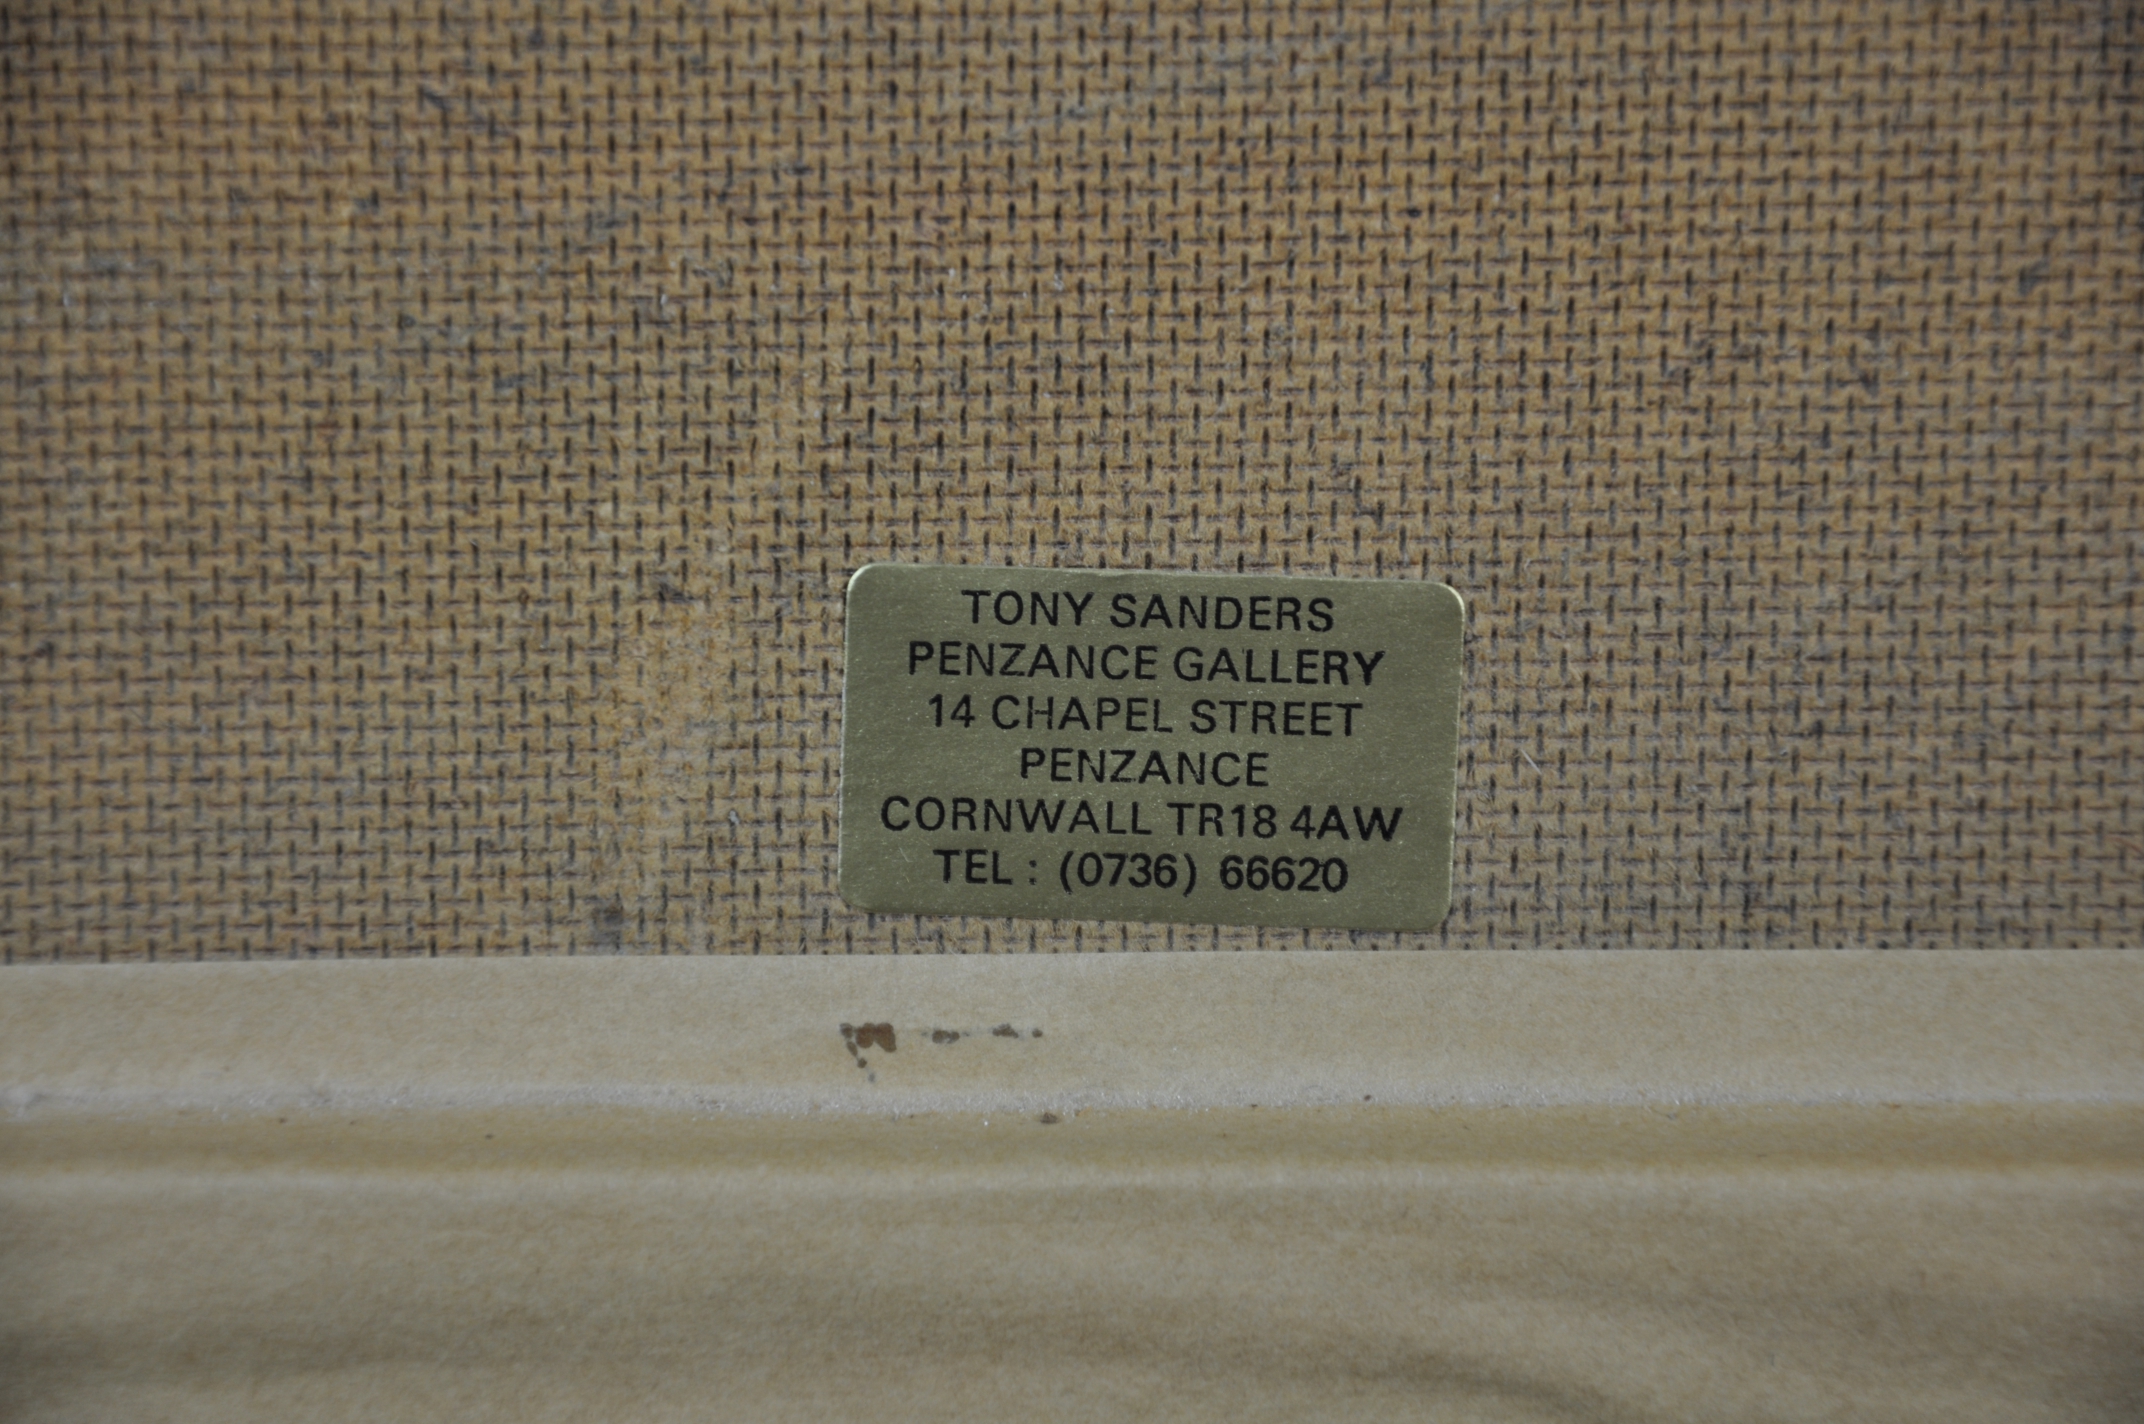 TONY SANDERS
PENZANCE GALLERY
14 CHAPEL STREET
PENZANCE
CORNWALL TR18 4AW
TEL : (0736) 66620